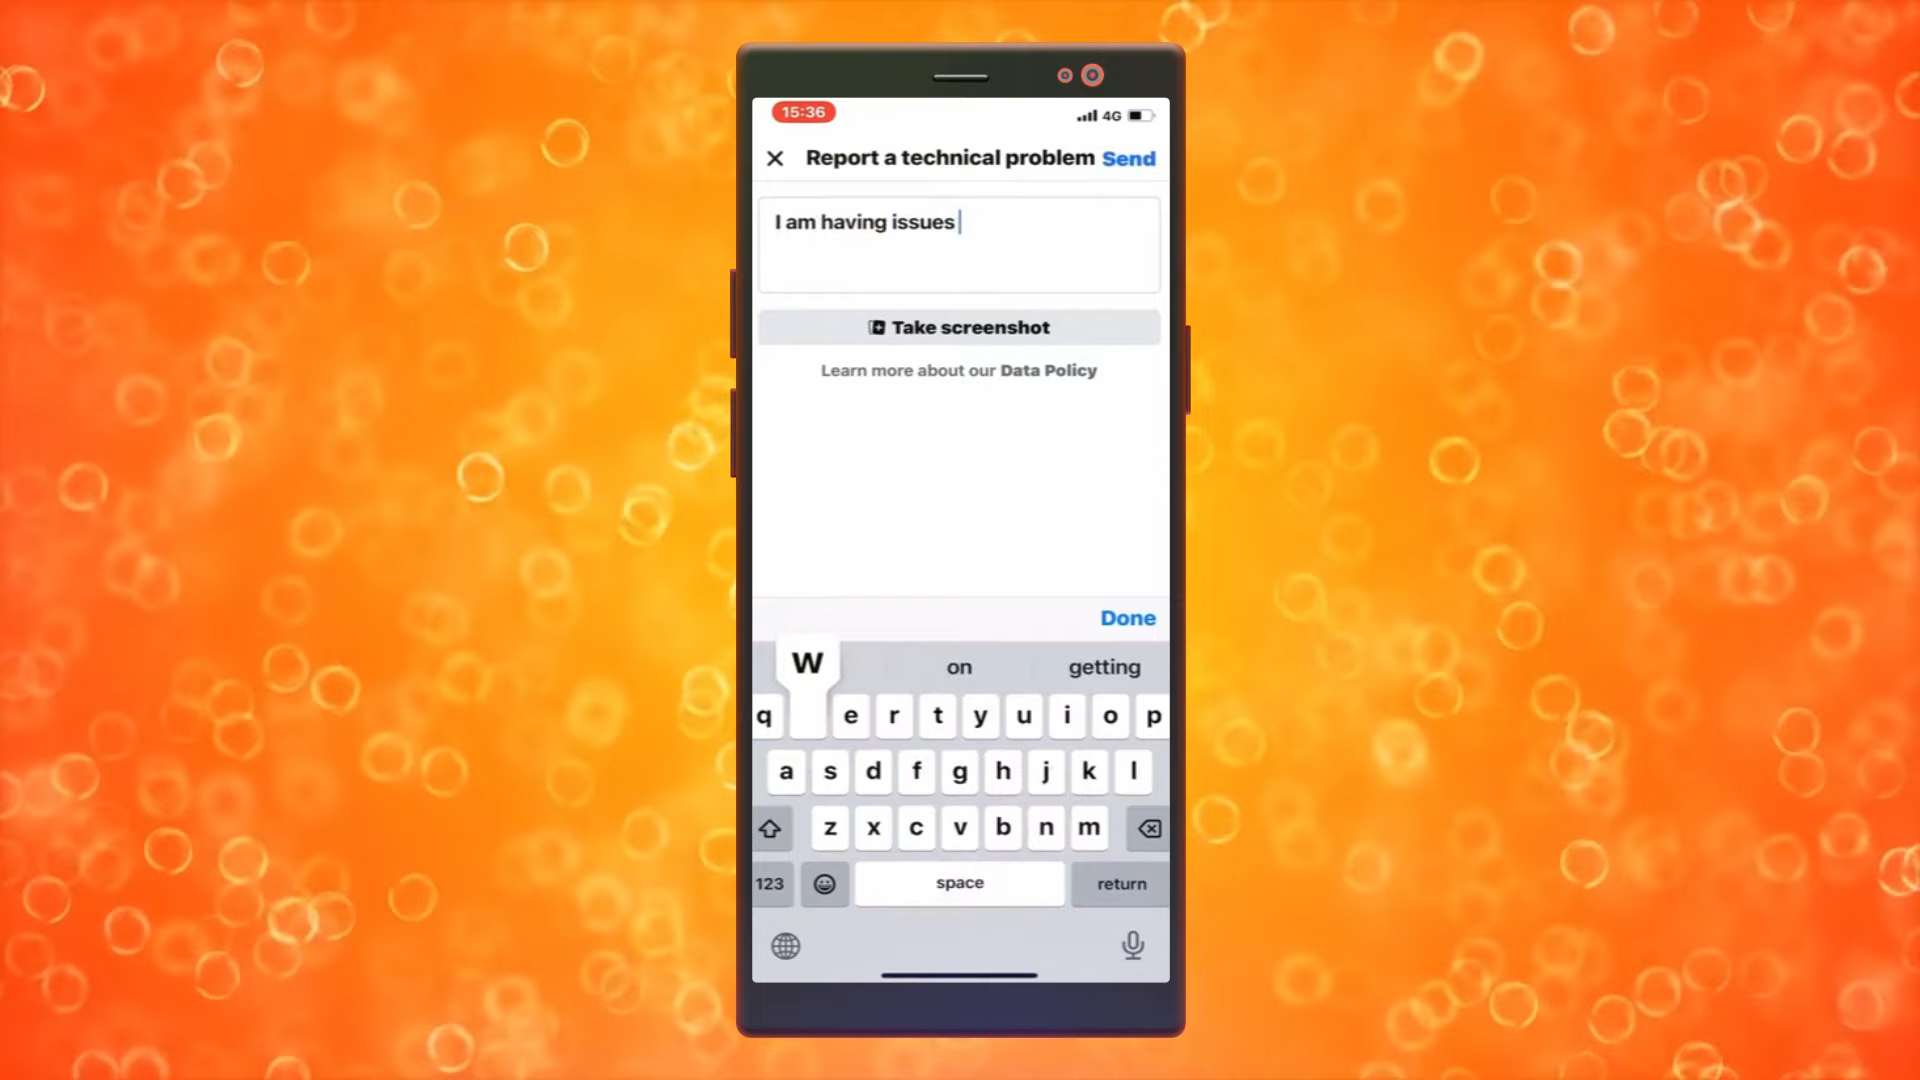 15:36 4G
Report a technical problem Send
I am having issues
Take screenshot
Learn more about our Data Policy
Done
W on getting
q e r t y u i o p
a s d f g h j k l
z x c v b n m
123 space return